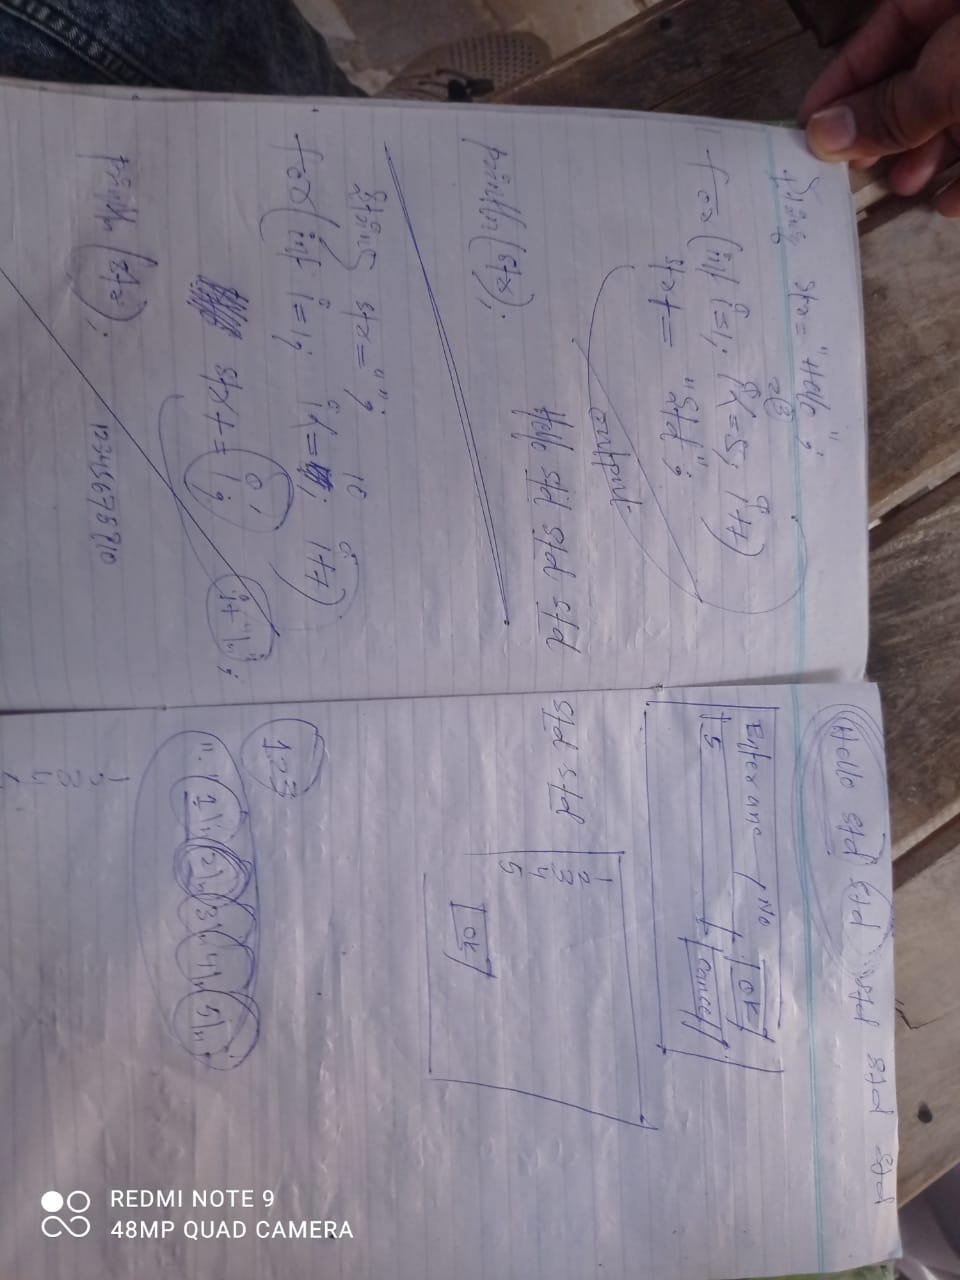 String str = "Hello";
2 3
for(int i=1; i<=5; i++)
str+= "Std";
output
Hello std std std
println(str);
String str="";
10
for(int i=1; i<= ; i++)
str+= i; i+"\n";
println(str);
12345678910
Hello std std std std std
Enter any No
OK
5
Cancel
std std
1
2
3
4
5
OK
123
"1\n 2\n 3\n 4\n 5\n"
1
2
3
4
REDMI NOTE 9
48MP QUAD CAMERA